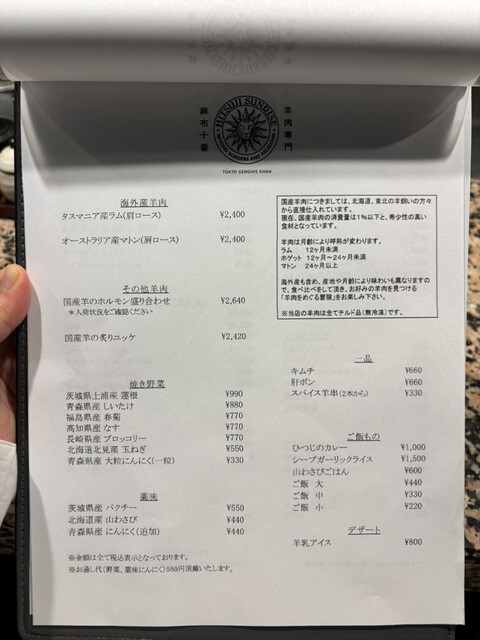 羊肉専門
HITSUJI SUNRISE
麻布十番
TOKYO GENGHIS KHAN
海外産羊肉
タスマニア産ラム(肩ロース) ¥2,400
オーストラリア産マトン(肩ロース) ¥2,400
その他羊肉
国産羊のホルモン盛り合わせ ¥2,640
*入荷状況をご確認ください
国産羊の炙りユッケ ¥2,420
焼き野菜
茨城県土浦産 蓮根 ¥990
青森県産 しいたけ ¥880
福島県産 春菊 ¥770
高知県産 なす ¥770
長崎県産 ブロッコリー ¥770
北海道北見産 玉ねぎ ¥550
青森県産 大粒にんにく(一粒) ¥330
薬味
茨城県産 パクチー ¥550
北海道産 山わさび ¥440
青森県産 にんにく(追加) ¥440
※金額は全て税込表示となっております。
※お通し代(野菜、薬味にんにく)550円頂戴いたします。
国産羊肉につきましては、北海道、東北の羊飼いの方々
から直接仕入れています。
現在、国産羊肉の消費量は1%以下と、希少性の高い
食材となっています。
羊肉は月齢により呼称が変わります。
ラム 12ヶ月未満
ホゲット 12ヶ月~24ヶ月未満
マトン 24ヶ月以上
海外産も含め、産地や月齢により味わいも異なりますので
、食べ比べをして頂き、お好みの羊肉を見つける
「羊肉をめぐる冒険」をお楽しみ下さい。
※当店の羊肉は全てチルド品(無冷凍)です。
一品
キムチ ¥660
肝ポン ¥660
スパイス羊串(2本から) ¥330
ご飯もの
ひつじのカレー ¥1,000
シープガーリックライス ¥1,500
山わさびごはん ¥600
ご飯 大 ¥440
ご飯 中 ¥330
ご飯 小 ¥220
デザート
羊乳アイス ¥800